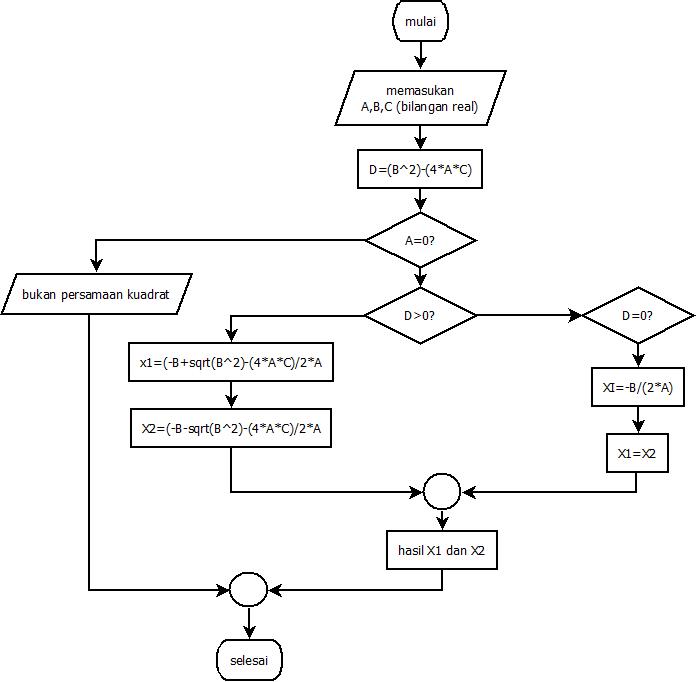 mulai
memasukan
A,B,C (bilangan real)
D=(B^2)-(4*A*C)
A=0?
bukan persamaan kuadrat
D>0?
D=0?
x1=(-B+sqrt(B^2)-(4*A*C)/2*A
XI=-B/(2*A)
X2=(-B-sqrt(B^2)-(4*A*C)/2*A
X1=X2
hasil X1 dan X2
selesai